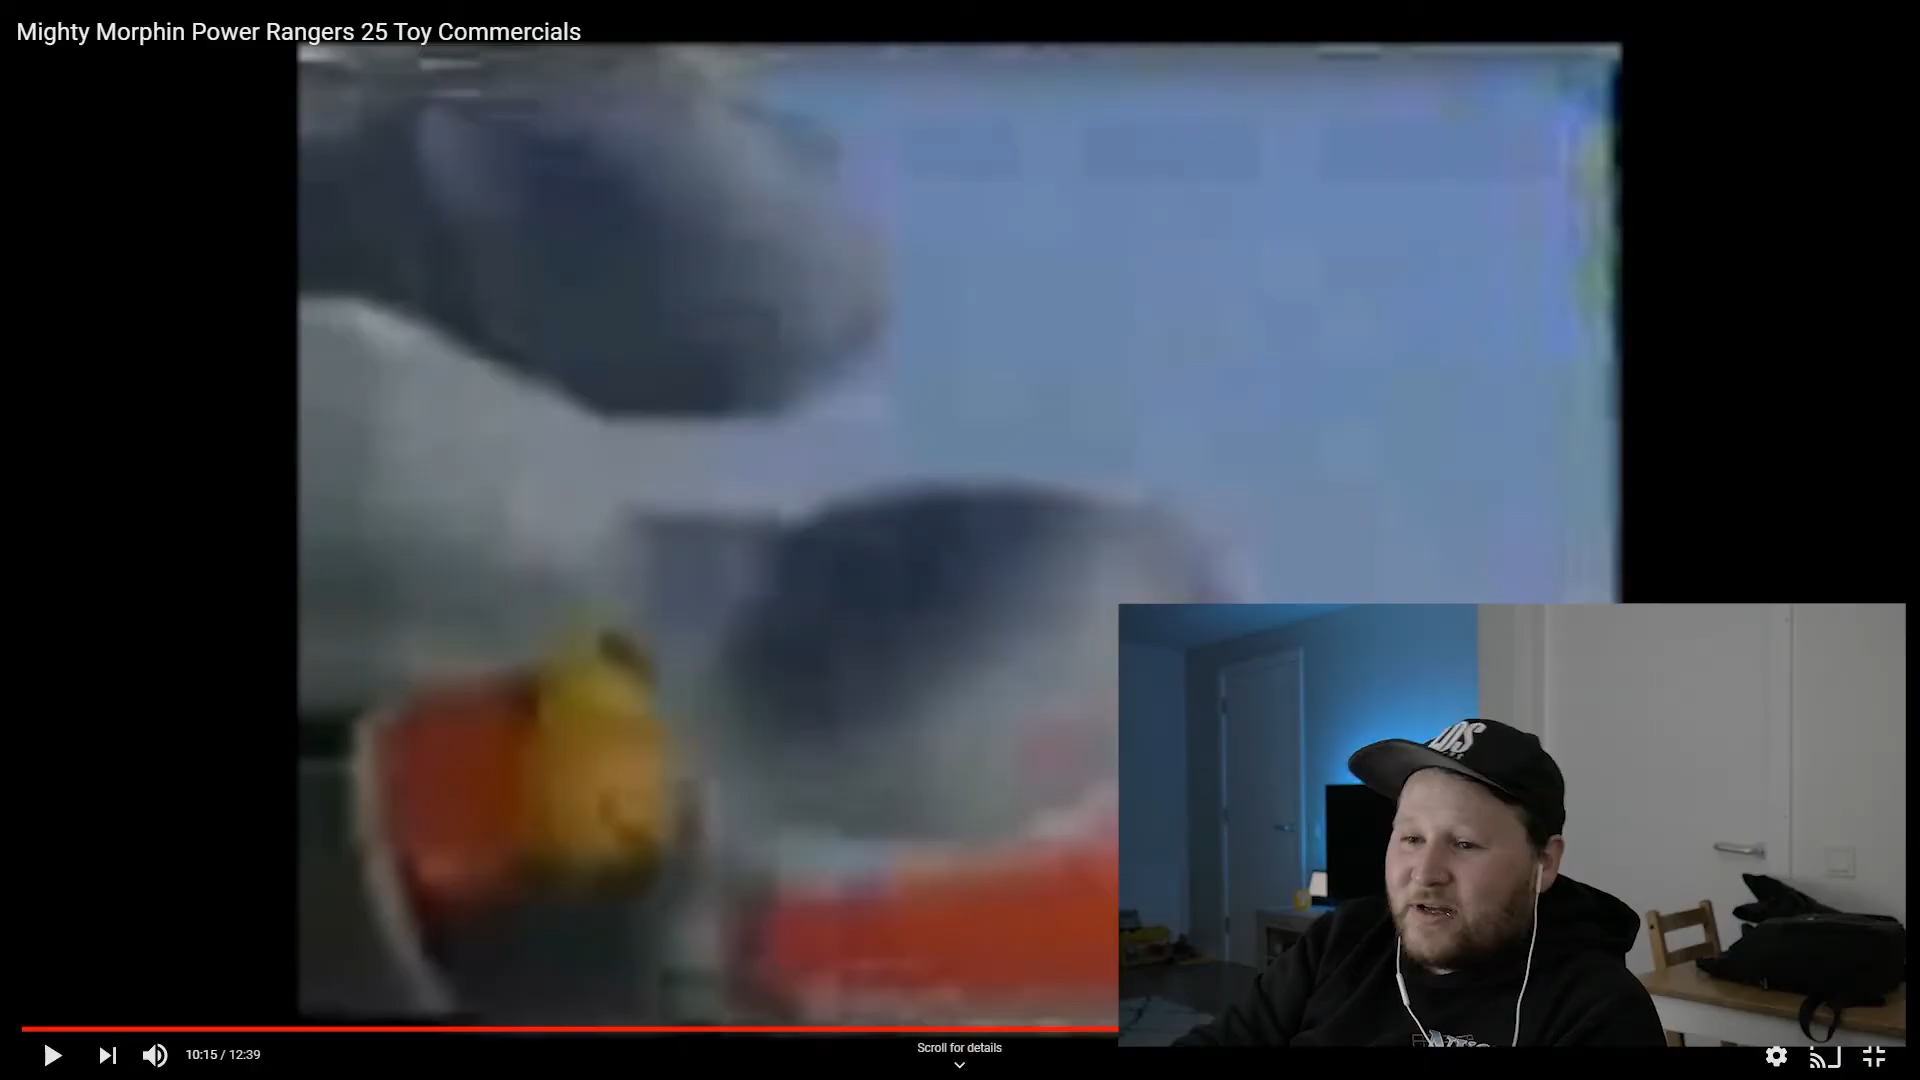 Mighty Morphin Power Rangers 25 Toy Commercials
10:15 / 12:39
Scroll for details